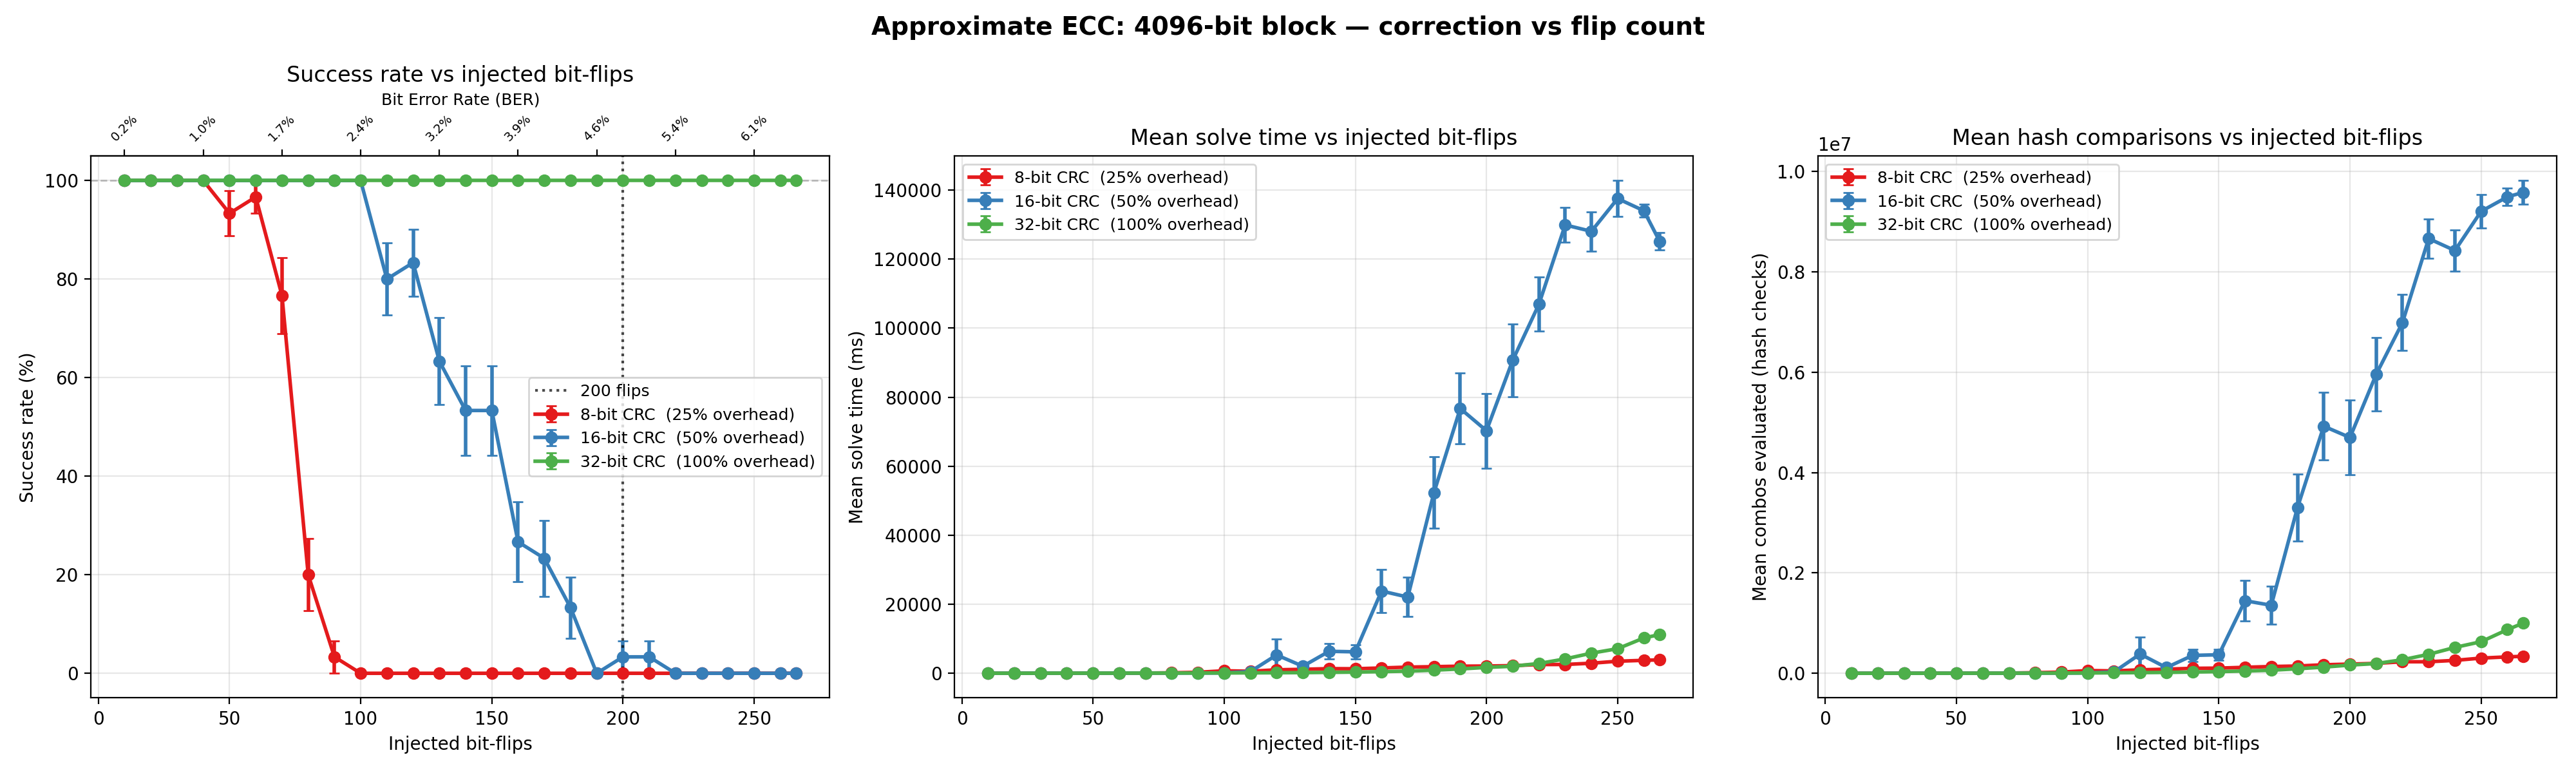 Approximate ECC: 4096-bit block — correction vs flip count
Success rate vs injected bit-flips
Bit Error Rate (BER)
0.2% 1.0% 1.7% 2.4% 3.2% 3.9% 4.6% 5.4% 6.1%
100
80
60
40
20
0
Success rate (%)
200 flips
8-bit CRC (25% overhead)
16-bit CRC (50% overhead)
32-bit CRC (100% overhead)
0 50 100 150 200 250
Injected bit-flips
Mean solve time vs injected bit-flips
140000
120000
100000
80000
60000
40000
20000
0
Mean solve time (ms)
8-bit CRC (25% overhead)
16-bit CRC (50% overhead)
32-bit CRC (100% overhead)
0 50 100 150 200 250
Injected bit-flips
Mean hash comparisons vs injected bit-flips
1e7
1.0
0.8
0.6
0.4
0.2
0.0
Mean combos evaluated (hash checks)
8-bit CRC (25% overhead)
16-bit CRC (50% overhead)
32-bit CRC (100% overhead)
0 50 100 150 200 250
Injected bit-flips